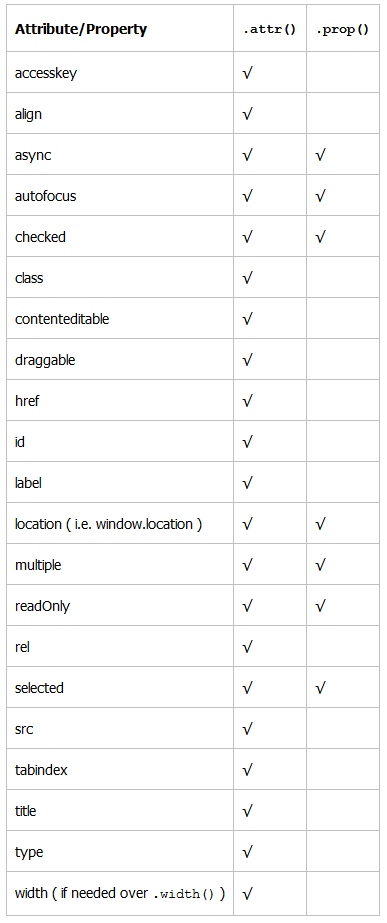 Attribute/Property .attr() .prop()
accesskey √
align √
async √ √
autofocus √ √
checked √ √
class √
contenteditable √
draggable √
href √
id √
label √
location ( i.e. window.location ) √ √
multiple √ √
readOnly √ √
rel √
selected √ √
src √
tabindex √
title √
type √
width ( if needed over .width() ) √